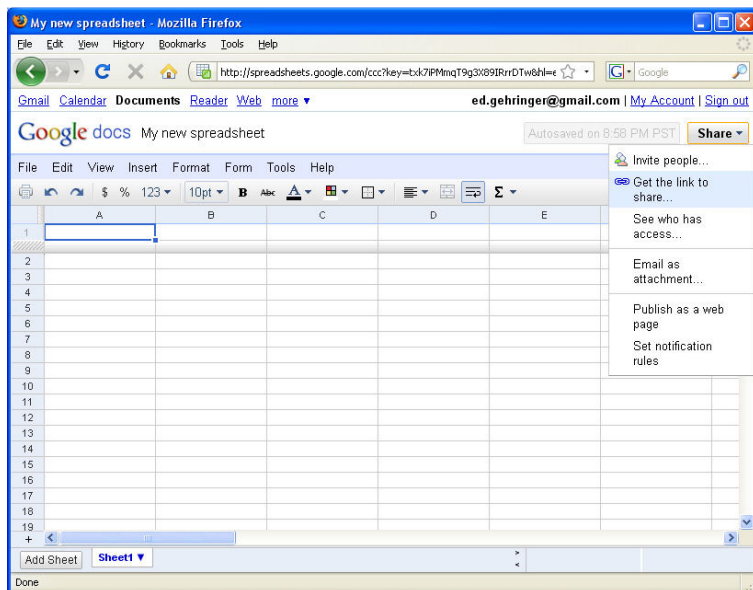 My new spreadsheet - Mozilla Firefox
File Edit View History Bookmarks Tools Help
http://spreadsheets.google.com/ccc?key=txk7iPMmqT9g3X89IRrrDTw&hl=e G Google
Gmail Calendar Documents Reader Web more ▼ ed.gehringer@gmail.com | My Account | Sign out
Google docs My new spreadsheet Autosaved on 8:58 PM PST Share
File Edit View Insert Format Form Tools Help
$ % 123 10pt B Abc A Σ
Invite people...
Get the link to
share...
See who has
access...
Email as
attachment...
Publish as a web
page
Set notification
rules
A B C D E
1
2
3
4
5
6
7
8
9
10
11
12
13
14
15
16
17
18
19
+
Add Sheet Sheet1 ▼
Done